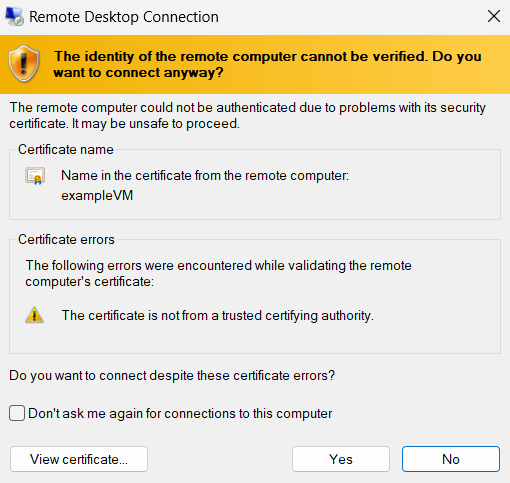 Remote Desktop Connection
The identity of the remote computer cannot be verified. Do you
want to connect anyway?
The remote computer could not be authenticated due to problems with its security
certificate. It may be unsafe to proceed.
Certificate name
Name in the certificate from the remote computer:
exampleVM
Certificate errors
The following errors were encountered while validating the remote
computer's certificate:
The certificate is not from a trusted certifying authority.
Do you want to connect despite these certificate errors?
Don't ask me again for connections to this computer
View certificate...
Yes
No